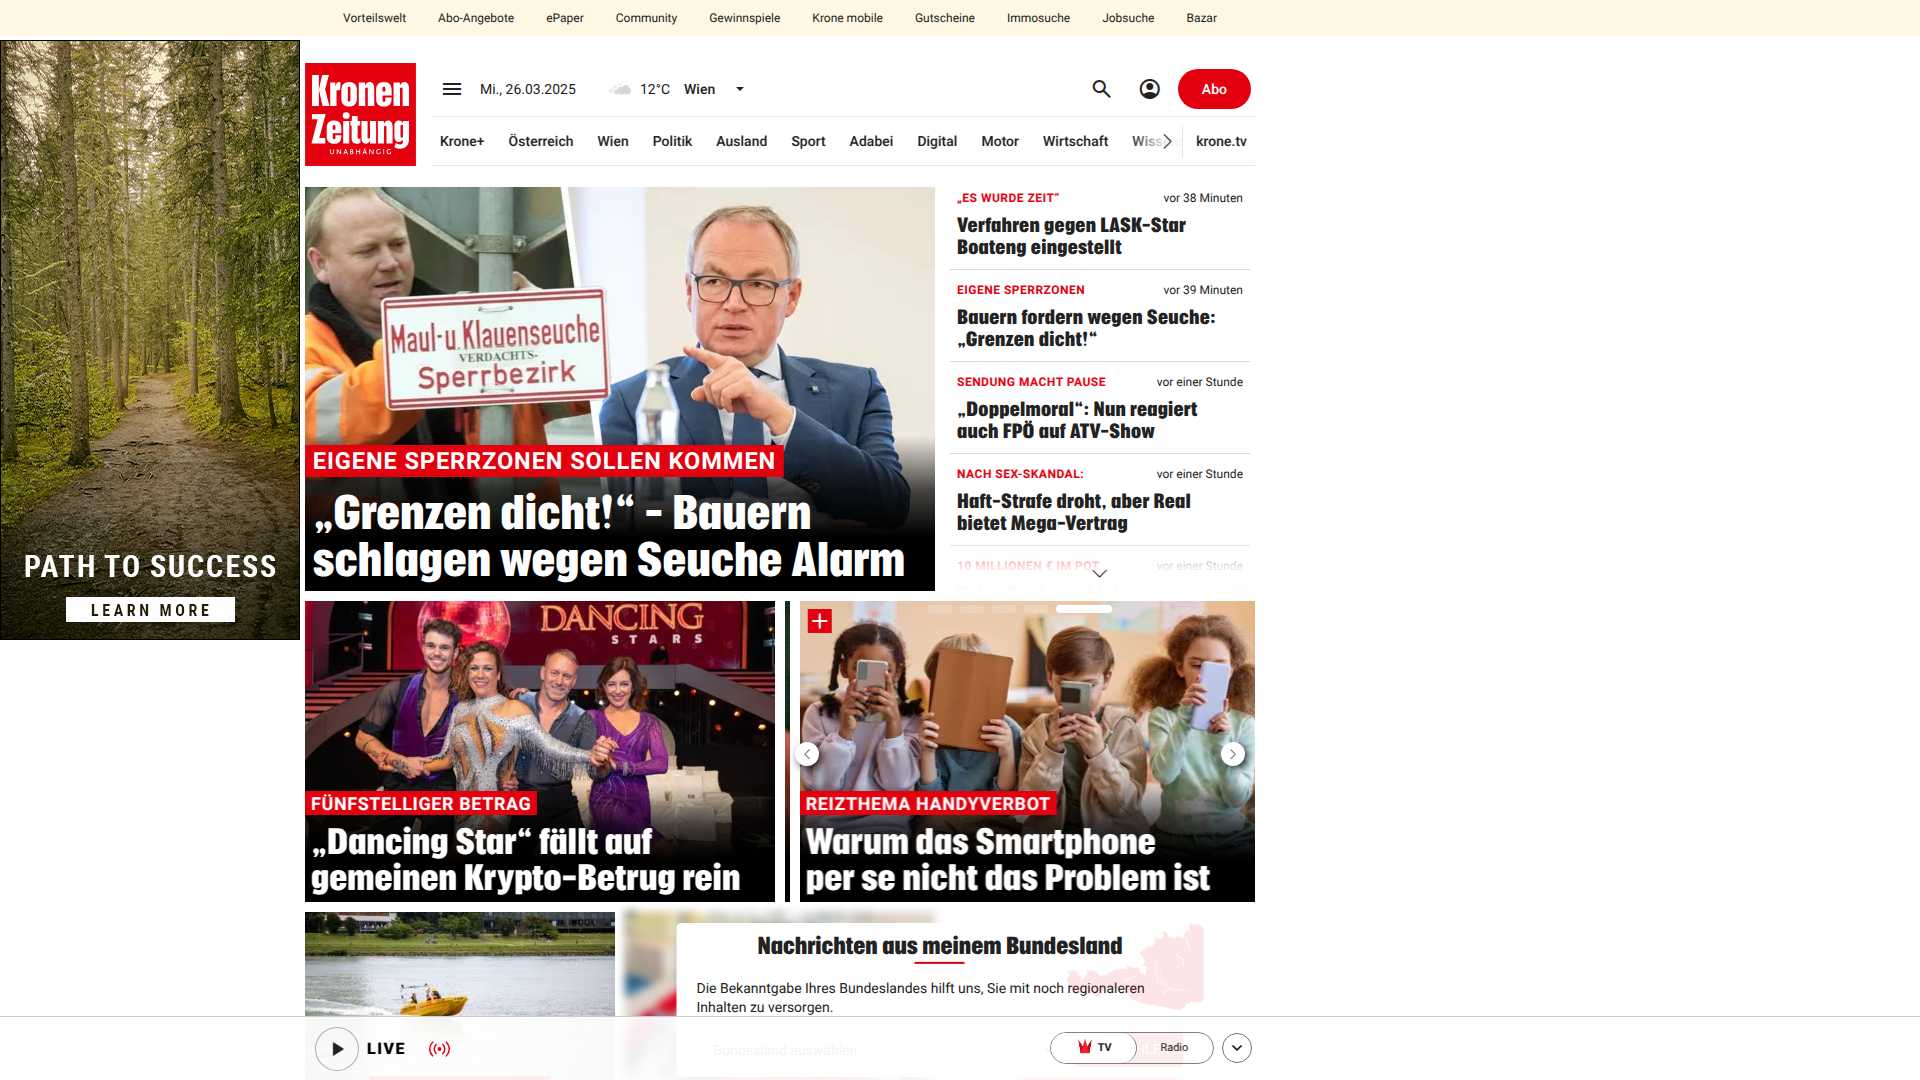 Vorteilswelt
Abo-Angebote
ePaper
Community
Gewinnspiele
Krone mobile
Gutscheine
Immosuche
Jobsuche
Bazar
Kronen
Zeitung
UNABHÄNGIG
Mi., 26.03.2025
12°C
Wien
Abo
Krone+
Österreich
Wien
Politik
Ausland
Sport
Adabei
Digital
Motor
Wirtschaft
krone.tv
PATH TO SUCCESS
LEARN MORE
Maul-u.Klauenseuche
VERDACHTS-
Sperrbezirk
EIGENE SPERRZONEN SOLLEN KOMMEN
„Grenzen dicht!“ – Bauern
schlagen wegen Seuche Alarm
„ES WURDE ZEIT“
vor 38 Minuten
Verfahren gegen LASK-Star
Boateng eingestellt
EIGENE SPERRZONEN
vor 39 Minuten
Bauern fordern wegen Seuche:
„Grenzen dicht!“
SENDUNG MACHT PAUSE
vor einer Stunde
„Doppelmoral“: Nun reagiert
auch FPÖ auf ATV-Show
NACH SEX-SKANDAL:
vor einer Stunde
Haft-Strafe droht, aber Real
bietet Mega-Vertrag
10 MILLIONEN € IM POT
vor einer Stunde
DANCING
STARS
FÜNFSTELLIGER BETRAG
„Dancing Star“ fällt auf
gemeinen Krypto-Betrug rein
REIZTHEMA HANDYVERBOT
Warum das Smartphone
per se nicht das Problem ist
Nachrichten aus meinem Bundesland
Die Bekanntgabe Ihres Bundeslandes hilft uns, Sie mit noch regionaleren
Inhalten zu versorgen.
Bundesland auswählen
LIVE
TV
Radio